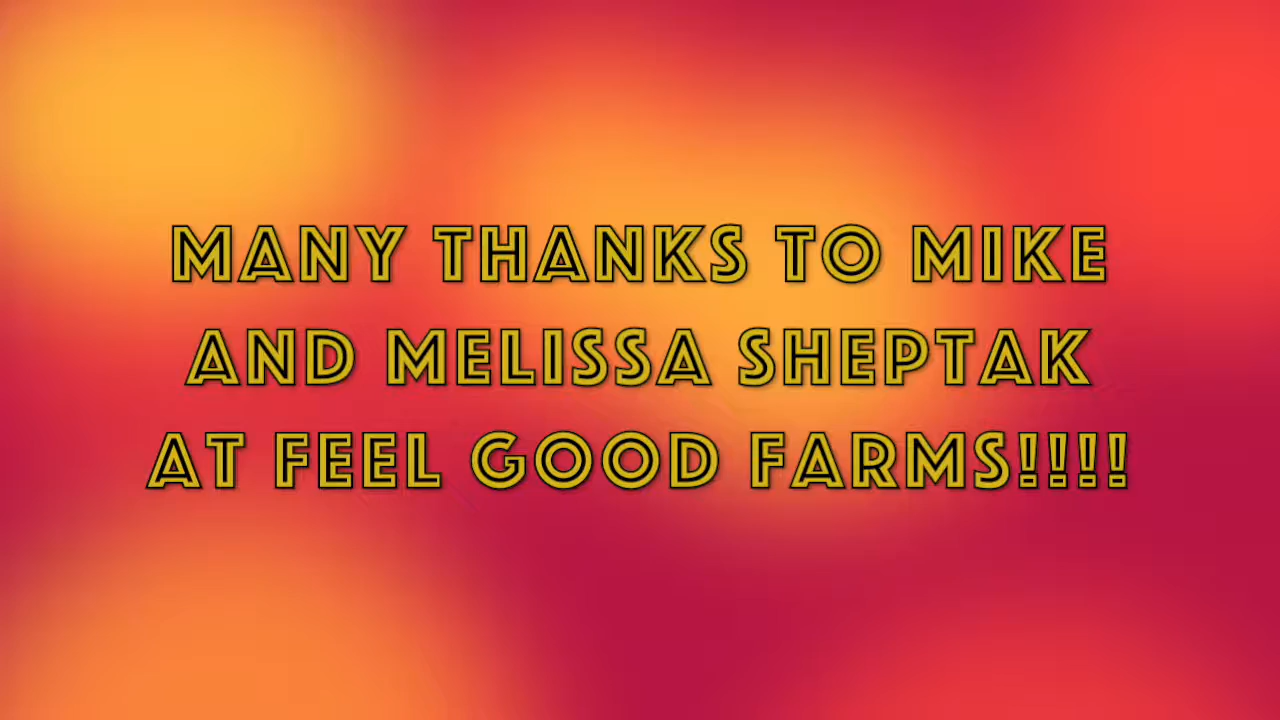 MANY THANKS TO MIKE
AND MELISSA SHEPTAK
AT FEEL GOOD FARMS!!!!